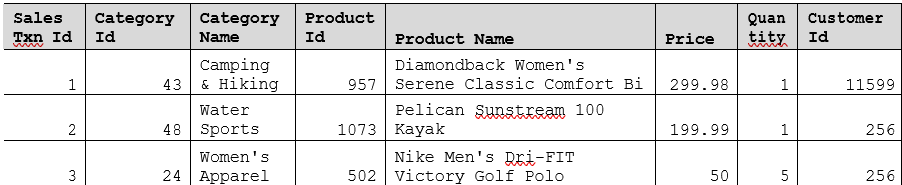 Sales Category Category Product Quan Customer
Txn Id Id Name Id Product Name Price tity Id
Camping Diamondback Women's
1 43 & Hiking 957 Serene Classic Comfort Bi 299.98 1 11599
Water Pelican Sunstream 100
2 48 Sports 1073 Kayak 199.99 1 256
Women's Nike Men's Dri-FIT
3 24 Apparel 502 Victory Golf Polo 50 5 256